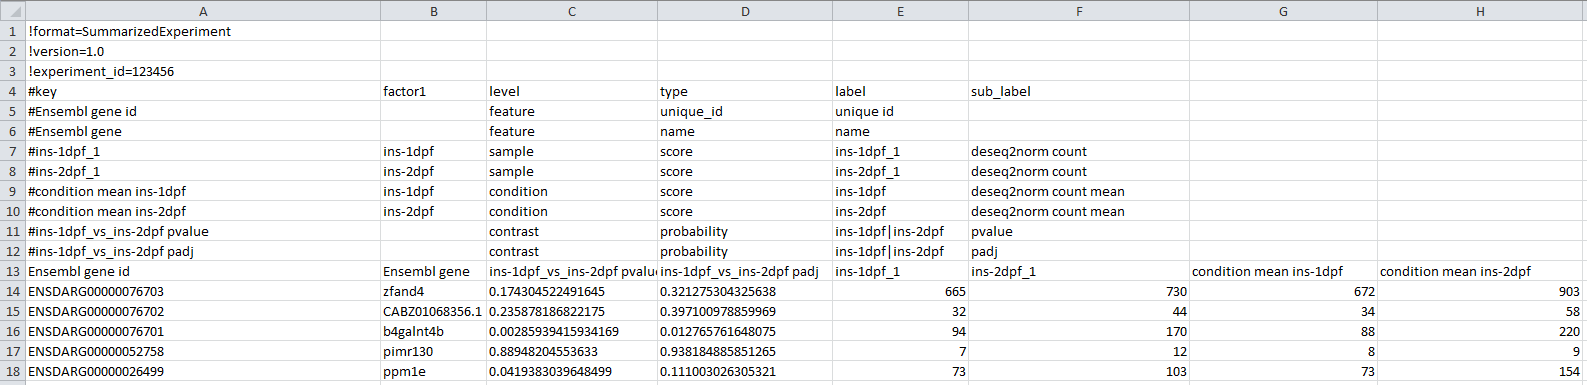 A B C D E F G H
1 !format=SummarizedExperiment
2 !version=1.0
3 !experiment_id=123456
4 #key factor1 level type label sub_label
5 #Ensembl gene id feature unique_id unique id
6 #Ensembl gene feature name name
7 #ins-1dpf_1 ins-1dpf sample score ins-1dpf_1 deseq2norm count
8 #ins-2dpf_1 ins-2dpf sample score ins-2dpf_1 deseq2norm count
9 #condition mean ins-1dpf ins-1dpf condition score ins-1dpf deseq2norm count mean
10 #condition mean ins-2dpf ins-2dpf condition score ins-2dpf deseq2norm count mean
11 #ins-1dpf_vs_ins-2dpf pvalue contrast probability ins-1dpf|ins-2dpf pvalue
12 #ins-1dpf_vs_ins-2dpf padj contrast probability ins-1dpf|ins-2dpf padj
13 Ensembl gene id Ensembl gene ins-1dpf_vs_ins-2dpf pvalu ins-1dpf_vs_ins-2dpf padj ins-1dpf_1 ins-2dpf_1 condition mean ins-1dpf condition mean ins-2dpf
14 ENSDARG00000076703 zfand4 0.174304522491645 0.321275304325638 665 730 672 903
15 ENSDARG00000076702 CABZ01068356.1 0.235878186822175 0.397100978859969 32 44 34 58
16 ENSDARG00000076701 b4galnt4b 0.00285939415934169 0.012765761648075 94 170 88 220
17 ENSDARG00000052758 pimr130 0.88948204553633 0.938184885851265 7 12 8 9
18 ENSDARG00000026499 ppm1e 0.0419383039648499 0.111003026305321 73 103 73 154